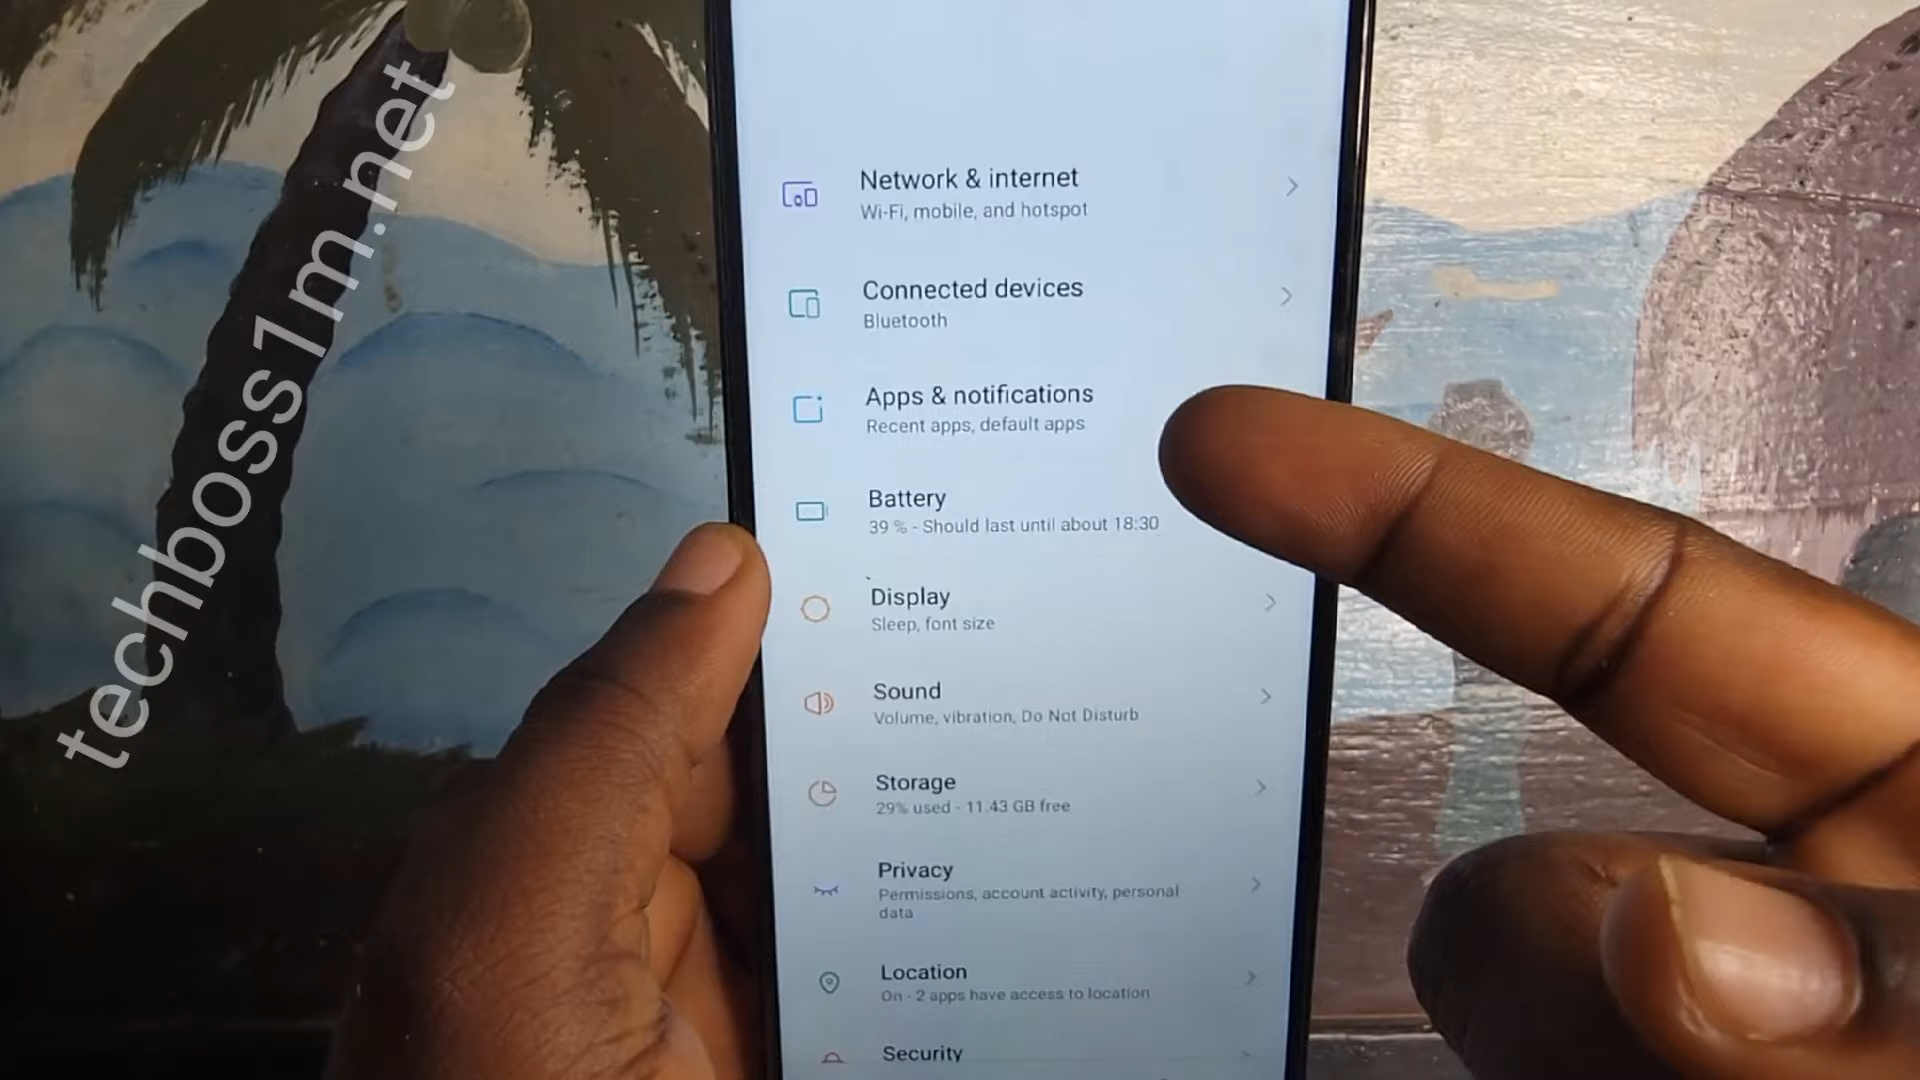 techboss1m.net
Network & internet
Wi-Fi, mobile, and hotspot
Connected devices
Bluetooth
Apps & notifications
Recent apps, default apps
Battery
39 % - Should last until about 18:30
Display
Sleep, font size
Sound
Volume, vibration, Do Not Disturb
Storage
29% used - 11.43 GB free
Privacy
Permissions, account activity, personal
data
Location
On - 2 apps have access to location
Security